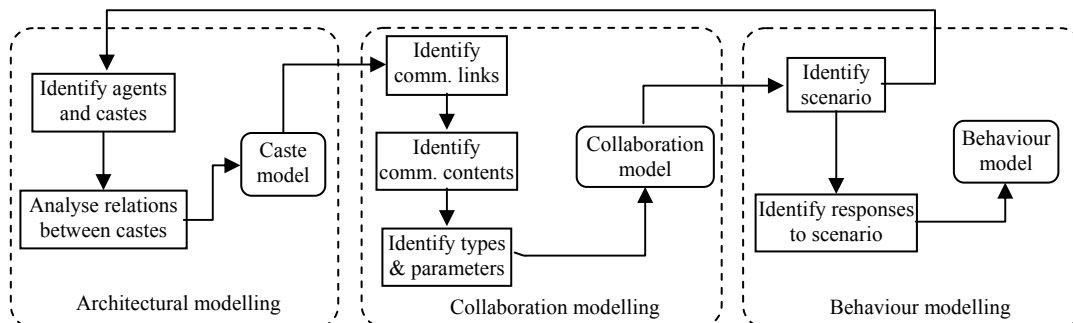 Identify agents
and castes
Analyse relations
between castes
Caste
model
Architectural modelling
Identify
comm. links
Identify
comm. contents
Identify types
& parameters
Collaboration
model
Collaboration modelling
Identify
scenario
Identify responses
to scenario
Behaviour
model
Behaviour modelling